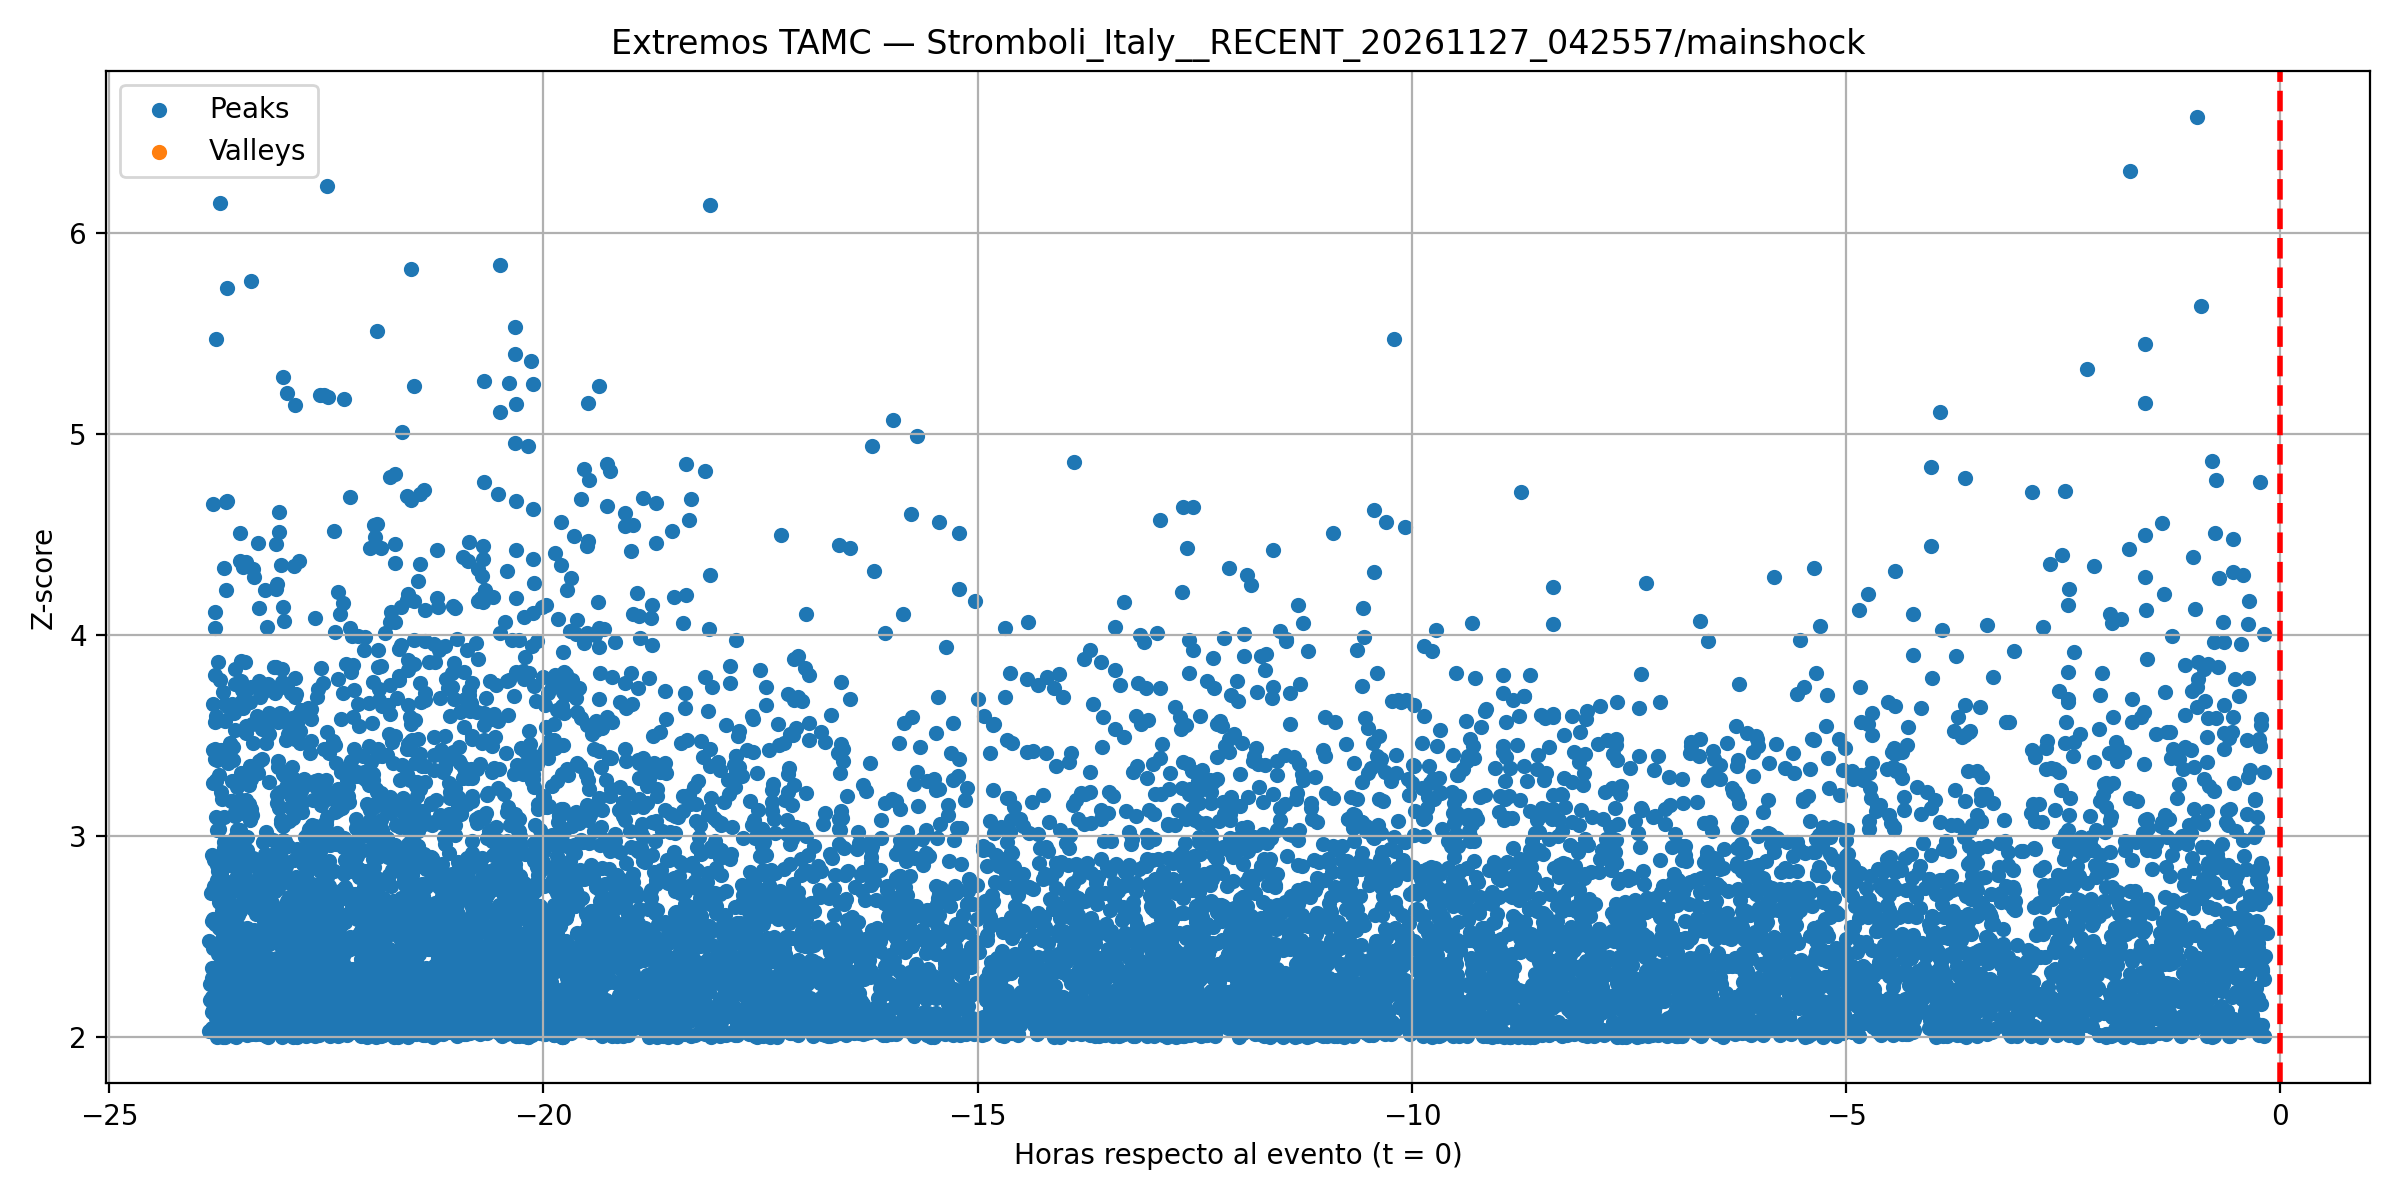 Extremos TAMC — Stromboli_Italy__RECENT_20261127_042557/mainshock
Peaks
Valleys
6
5
4
3
2
Z-score
−25
−20
−15
−10
−5
0
Horas respecto al evento (t = 0)